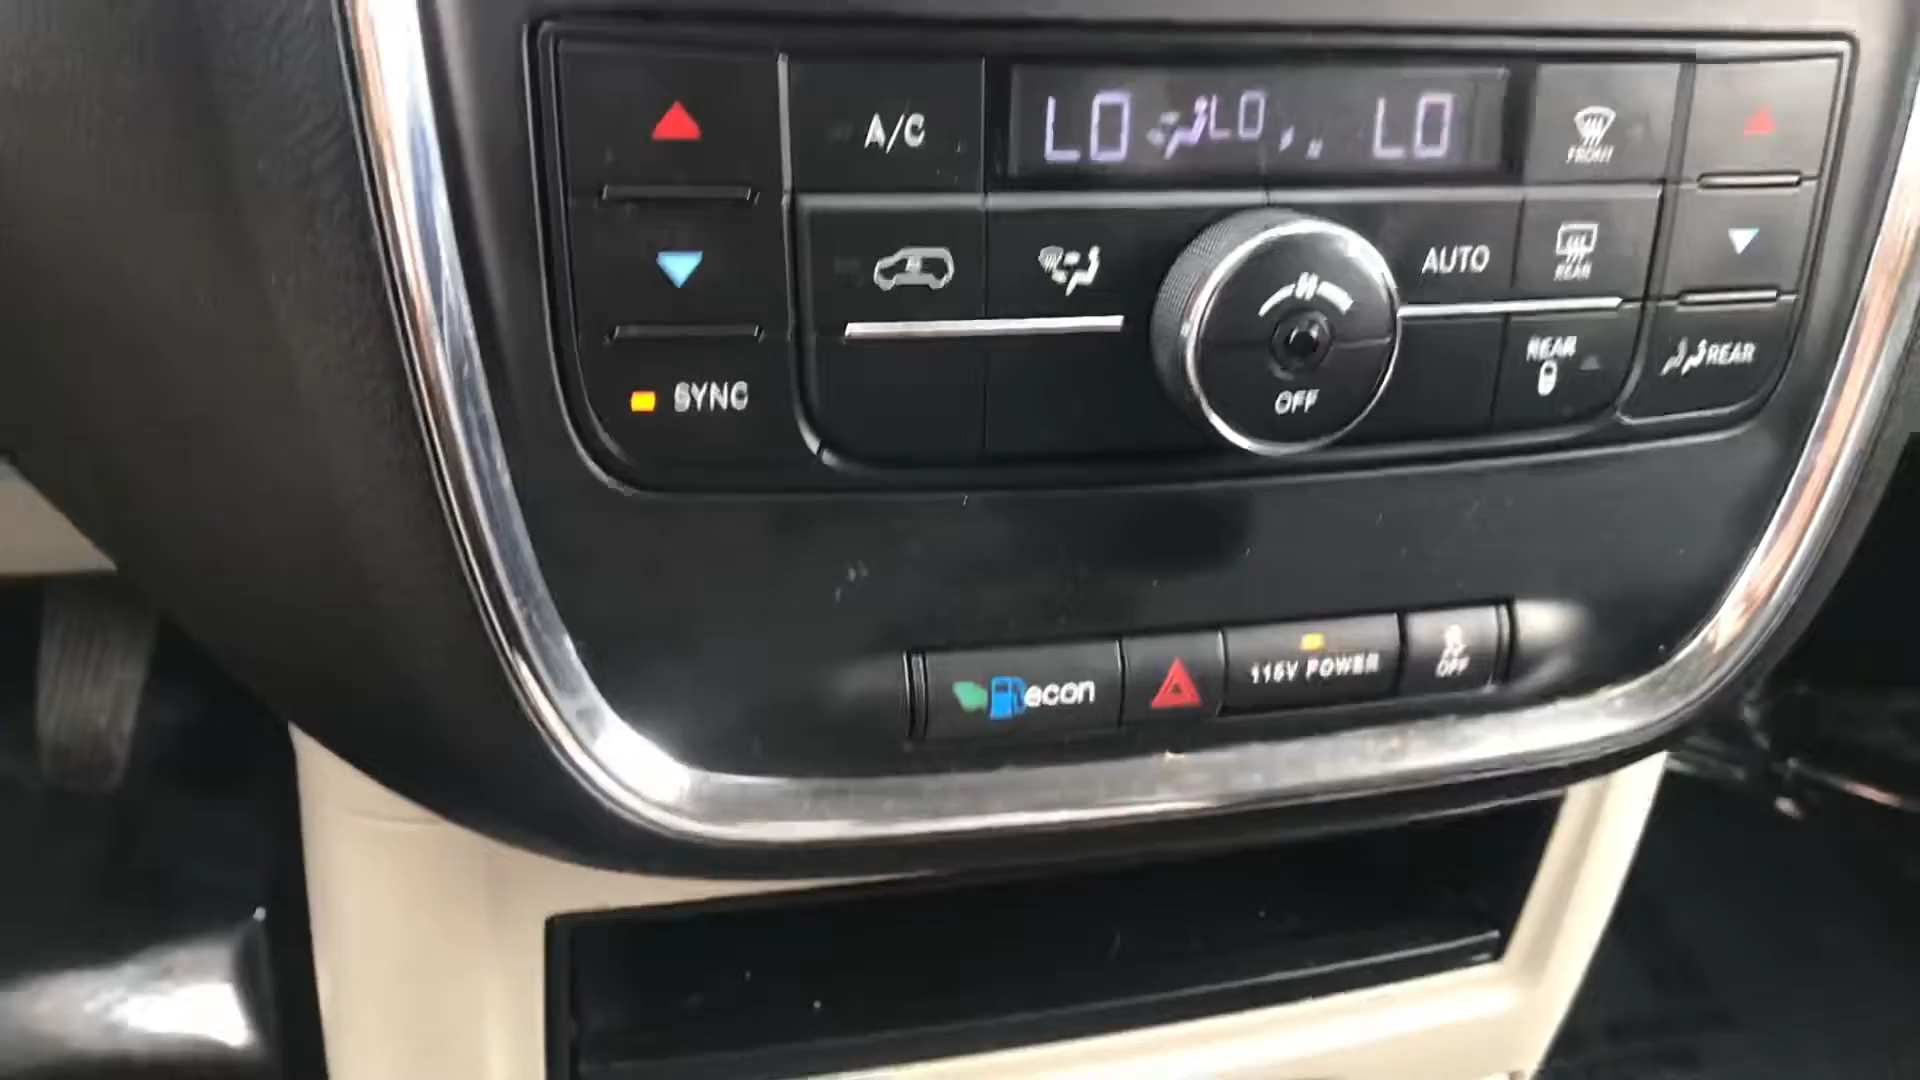 A/C
LO LO LO
FRONT
AUTO
REAR
SYNC
OFF
REAR
REAR
econ
115V POWER
OFF